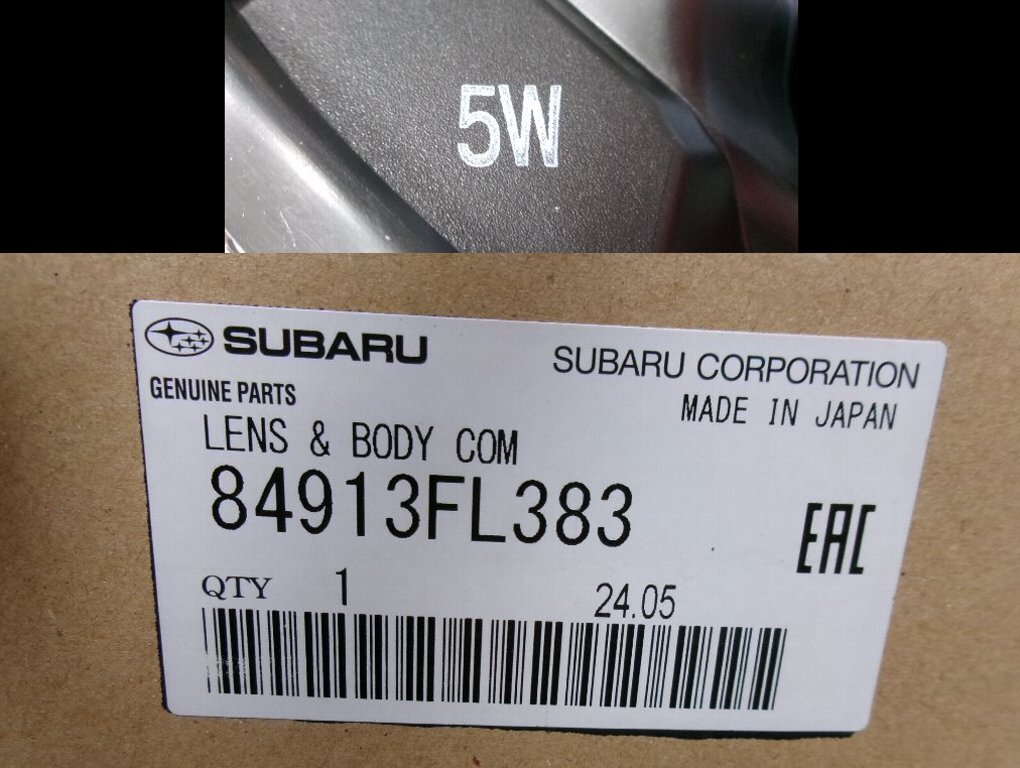 5W
SUBARU
SUBARU CORPORATION
GENUINE PARTS
MADE IN JAPAN
LENS & BODY COM
84913FL383
EAC
QTY 1 24.05